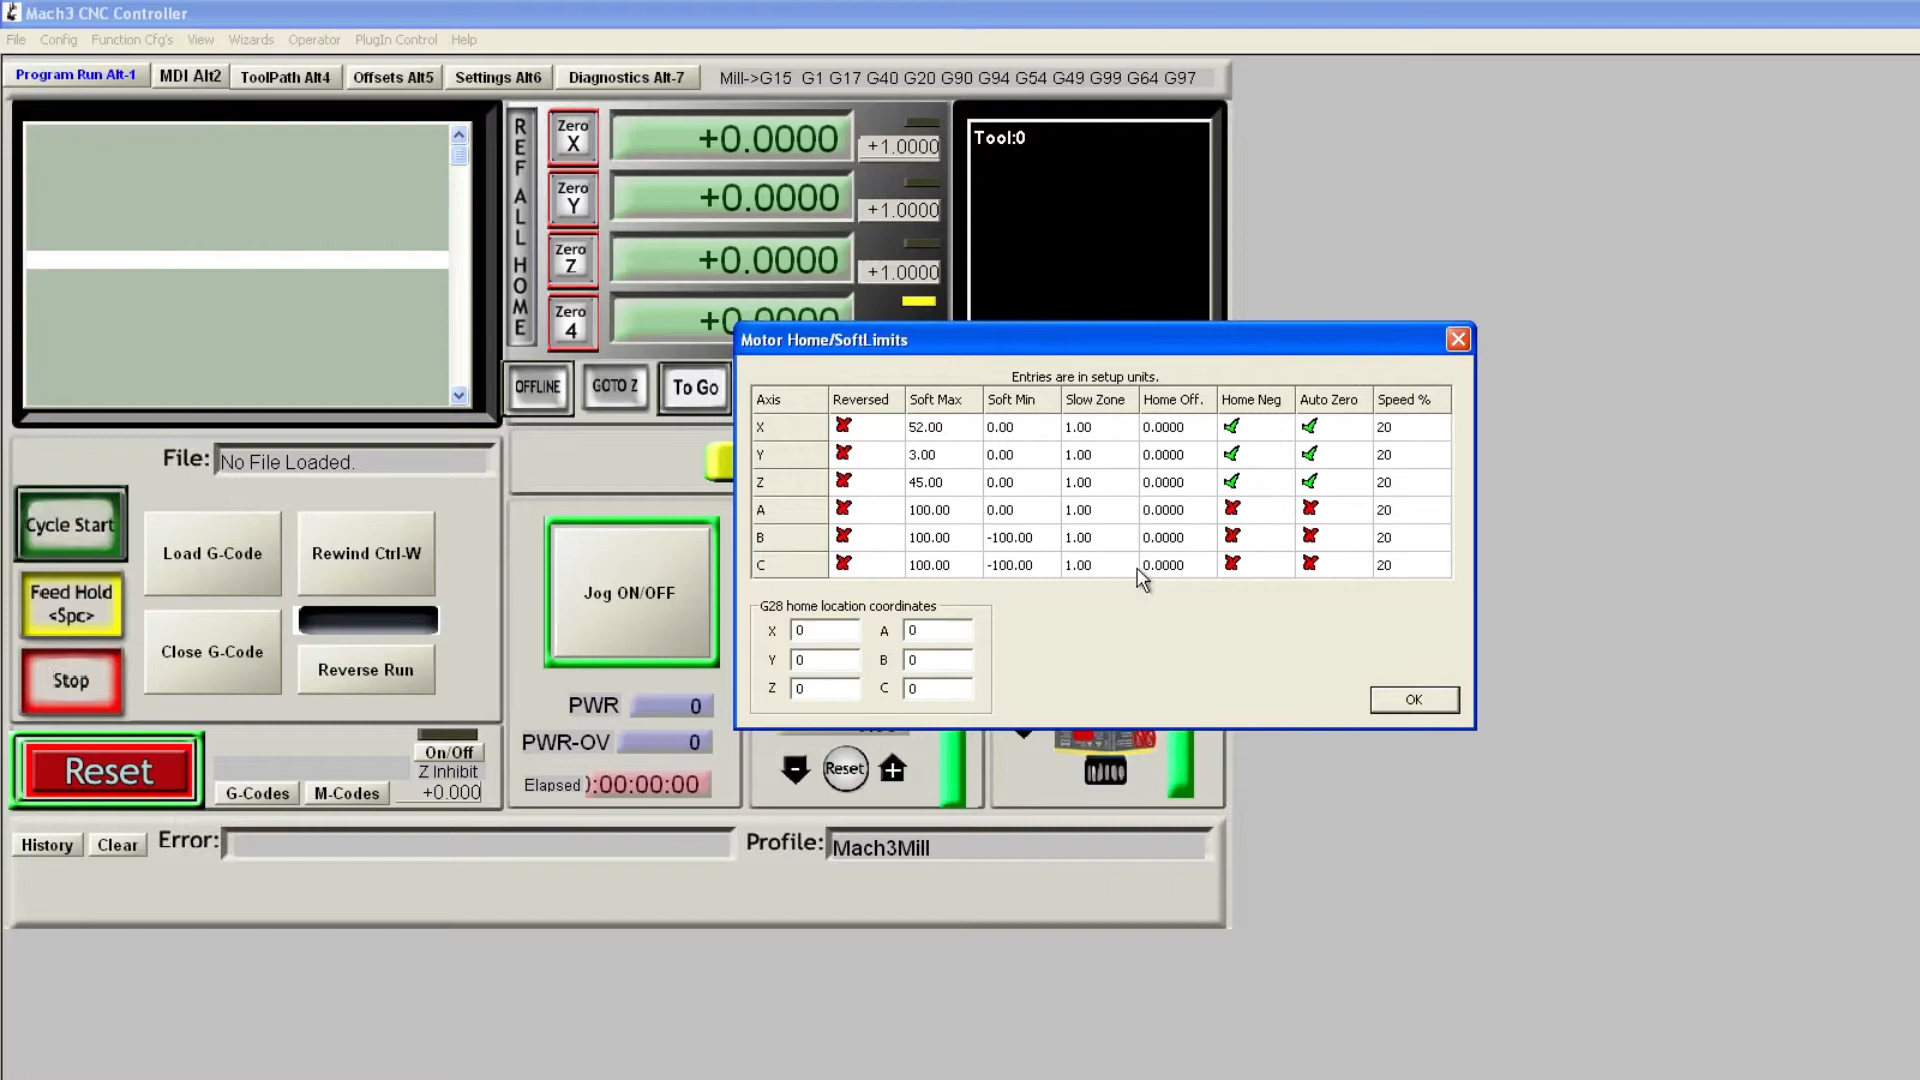 Mach3 CNC Controller
File Config Function Cfg's View Wizards Operator PlugIn Control Help
Program Run Alt-1 MDI Alt2 ToolPath Alt4 Offsets Alt5 Settings Alt6 Diagnostics Alt-7 Mill->G15 G1 G17 G40 G20 G90 G94 G54 G49 G99 G64 G97
REF ALL HOME
Zero X +0.0000 +1.0000
Zero Y +0.0000 +1.0000
Zero Z +0.0000 +1.0000
Zero 4
Tool:0
OFFLINE GOTO Z To Go
Motor Home/SoftLimits
Entries are in setup units.
Axis Reversed Soft Max Soft Min Slow Zone Home Off. Home Neg Auto Zero Speed %
X 52.00 0.00 1.00 0.0000 20
Y 3.00 0.00 1.00 0.0000 20
Z 45.00 0.00 1.00 0.0000 20
A 100.00 0.00 1.00 0.0000 20
B 100.00 -100.00 1.00 0.0000 20
C 100.00 -100.00 1.00 0.0000 20
G28 home location coordinates
X 0 A 0
Y 0 B 0
Z 0 C 0
OK
File: No File Loaded.
Cycle Start
Feed Hold
<Spc>
Stop
Load G-Code Rewind Ctrl-W
Close G-Code Reverse Run
Jog ON/OFF
PWR 0
PWR-OV 0
Elapsed ):00:00:00
Reset
G-Codes M-Codes
On/Off
Z Inhibit
+0.000
Reset
History Clear Error: Profile: Mach3Mill